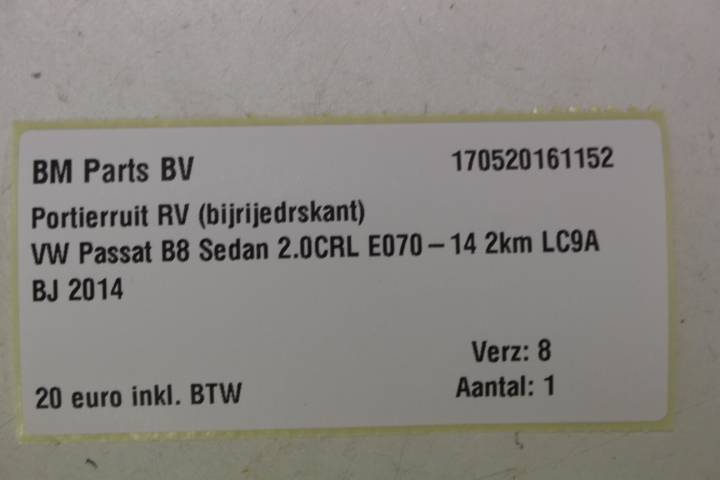 BM Parts BV 170520161152
Portierruit RV (bijrijedrskant)
VW Passat B8 Sedan 2.0CRL E070-14 2km LC9A
BJ 2014
Verz: 8
20 euro inkl. BTW Aantal: 1